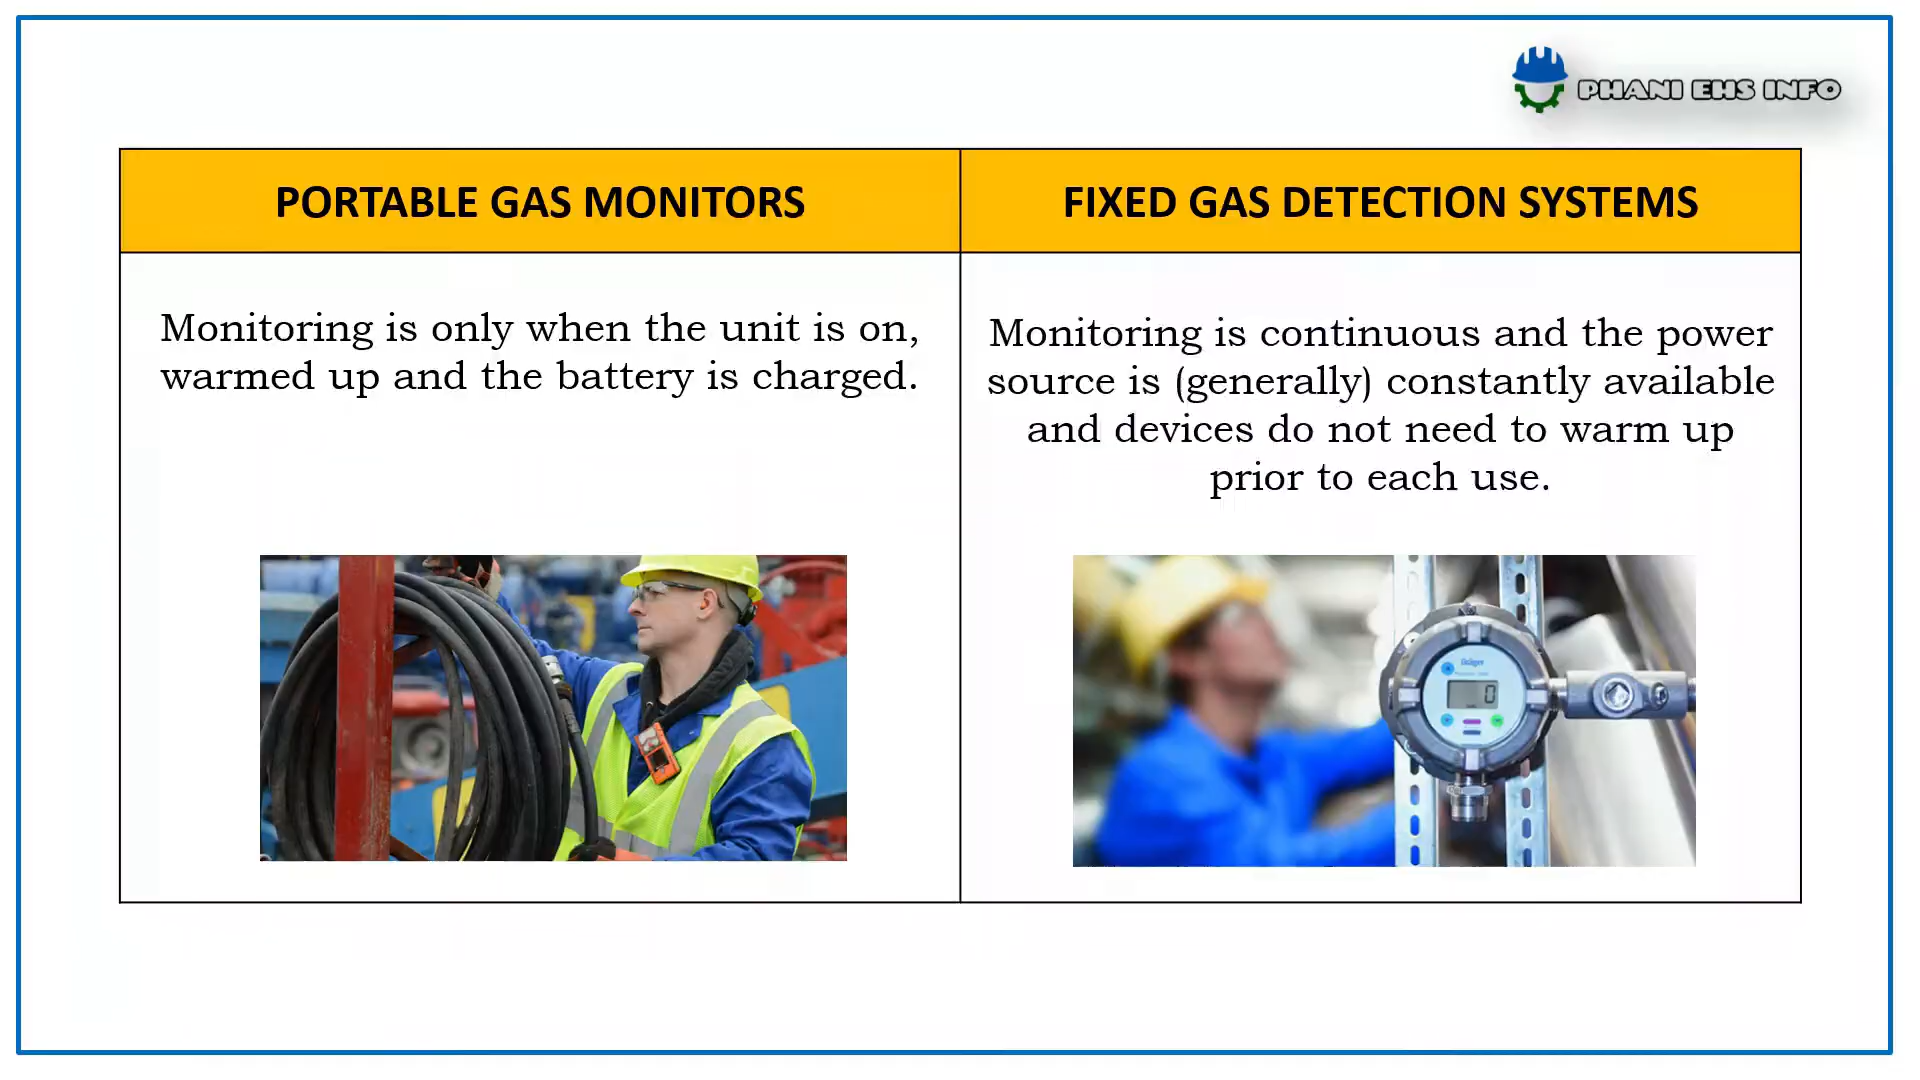 PHANI EHS INFO
PORTABLE GAS MONITORS
FIXED GAS DETECTION SYSTEMS
Monitoring is only when the unit is on,
warmed up and the battery is charged.
Monitoring is continuous and the power
source is (generally) constantly available
and devices do not need to warm up
prior to each use.
Dräger
0